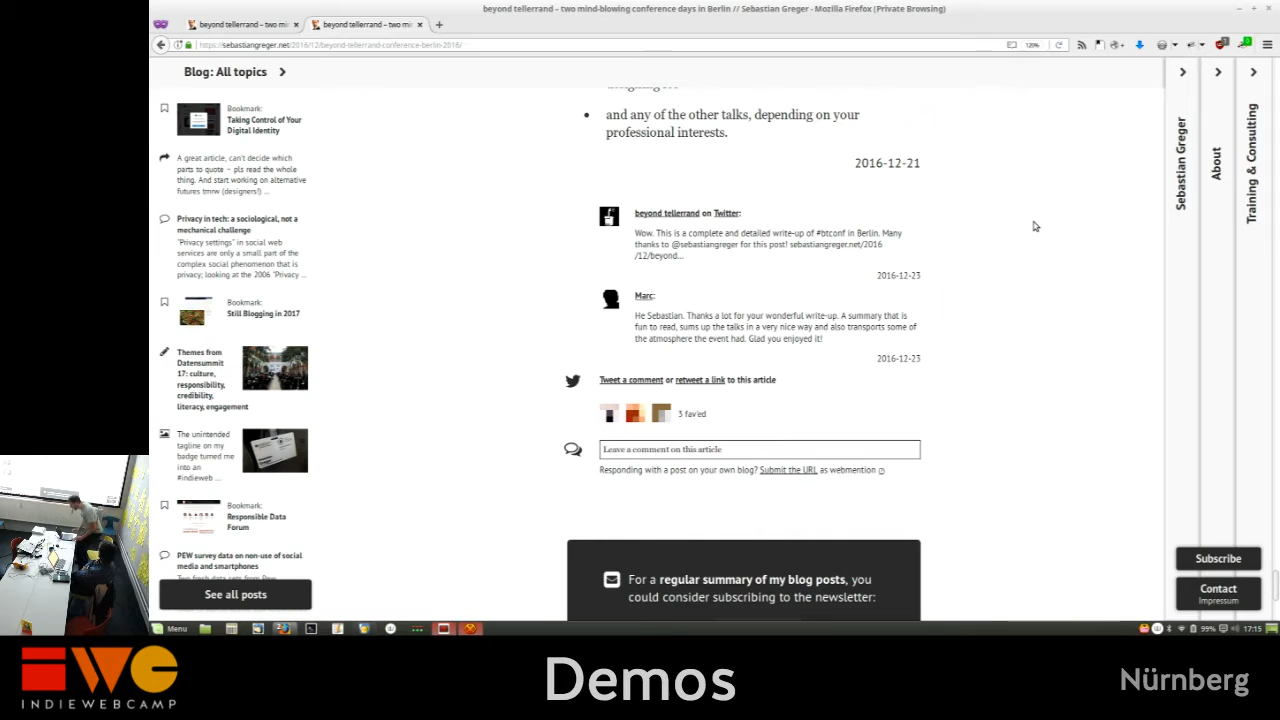 beyond tellerrand – two mind-blowing conference days in Berlin // Sebastian Greger - Mozilla Firefox (Private Browsing)
beyond tellerrand – two mi
beyond tellerrand – two mi
https://sebastiangreger.net/2016/12/beyond-tellerrand-conference-berlin-2016/
120%
Blog: All topics
Bookmark:
Taking Control of Your
Digital Identity
A great article, can't decide which
parts to quote – pls read the whole
thing. And start working on alternative
futures tmrw (designers!) ...
Privacy in tech: a sociological, not a
mechanical challenge
"Privacy settings" in social web
services are only a small part of the
complex social phenomenon that is
privacy; looking at the 2006 "Privacy ...
Bookmark:
Still Blogging in 2017
Themes from
Datensummit
17: culture,
responsibility,
credibility,
literacy, engagement
The unintended
tagline on my
badge turned me
into an
#indieweb ...
Bookmark:
Responsible Data
Forum
PEW survey data on non-use of social
media and smartphones
See all posts
and any of the other talks, depending on your
professional interests.
2016-12-21
beyond tellerrand on Twitter:
Wow. This is a complete and detailed write-up of #btconf in Berlin. Many
thanks to @sebastiangreger for this post! sebastiangreger.net/2016
/12/beyond...
2016-12-23
Marc:
He Sebastian. Thanks a lot for your wonderful write-up. A summary that is
fun to read, sums up the talks in a very nice way and also transports some of
the atmosphere the event had. Glad you enjoyed it!
2016-12-23
Tweet a comment or retweet a link to this article
3 fav'ed
Leave a comment on this article
Responding with a post on your own blog? Submit the URL as webmention
For a regular summary of my blog posts, you
could consider subscribing to the newsletter:
Sebastian Greger
About
Training & Consulting
Subscribe
Contact
Impressum
Menu
99%
17:15
INDIEWEBCAMP
Demos
Nürnberg